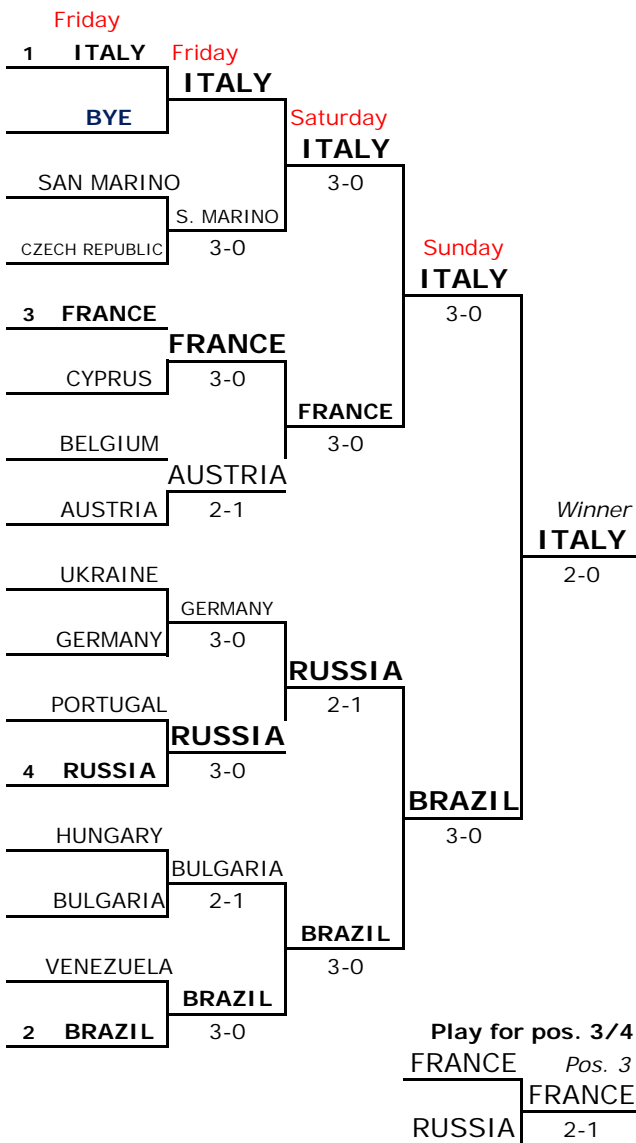 Friday
1 ITALY Friday
ITALY
BYE
Saturday
ITALY
SAN MARINO
3-0
S. MARINO
CZECH REPUBLIC
3-0
Sunday
ITALY
3 FRANCE
3-0
FRANCE
CYPRUS
3-0
FRANCE
BELGIUM
3-0
AUSTRIA
AUSTRIA
2-1
Winner
ITALY
UKRAINE
2-0
GERMANY
GERMANY
3-0
RUSSIA
PORTUGAL
2-1
RUSSIA
4 RUSSIA
3-0
BRAZIL
HUNGARY
3-0
BULGARIA
BULGARIA
2-1
BRAZIL
VENEZUELA
3-0
BRAZIL
2 BRAZIL
3-0
Play for pos. 3/4
FRANCE Pos. 3
FRANCE
RUSSIA 2-1